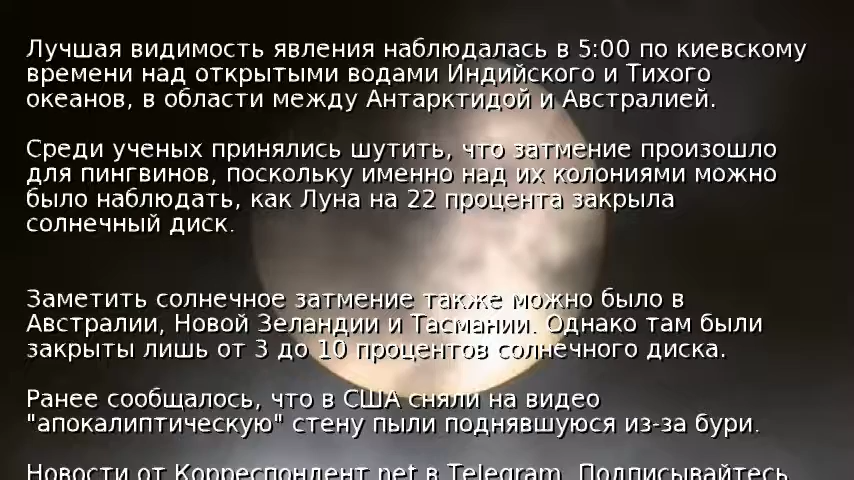 Лучшая видимость явления наблюдалась в 5:00 по киевскому
времени над открытыми водами Индийского и Тихого
океанов, в области между Антарктидой и Австралией.
Среди ученых принялись шутить, что затмение произошло
для пингвинов, поскольку именно над их колониями можно
было наблюдать, как Луна на 22 процента закрыла
солнечный диск.
Заметить солнечное затмение также можно было в
Австралии, Новой Зеландии и Тасмании. Однако там были
закрыты лишь от 3 до 10 процентов солнечного диска.
Ранее сообщалось, что в США сняли на видео
"апокалиптическую" стену пыли поднявшуюся из-за бури.
Новости от Корреспондент.net в Telegram. Подписывайтесь